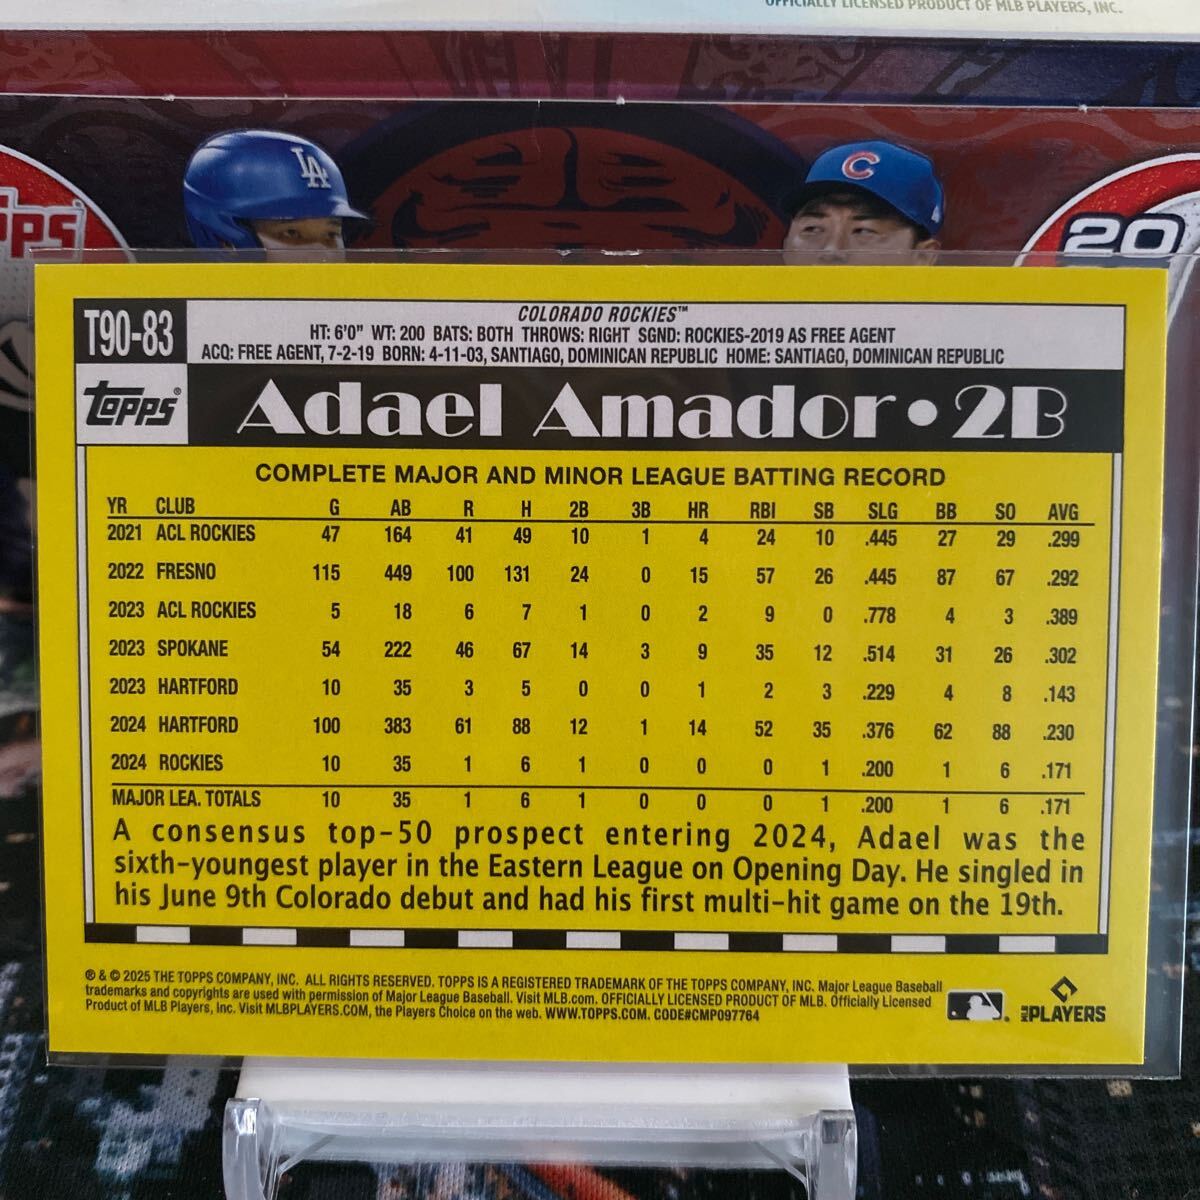 OFFICIALLY LICENSED PRODUCT OF MLB PLAYERS, INC.
LA
C
20
T90-83
COLORADO ROCKIES™
HT: 6'0" WT: 200 BATS: BOTH THROWS: RIGHT SGND: ROCKIES-2019 AS FREE AGENT
ACQ: FREE AGENT, 7-2-19 BORN: 4-11-03, SANTIAGO, DOMINICAN REPUBLIC HOME: SANTIAGO, DOMINICAN REPUBLIC
topps®
Adael Amador • 2B
COMPLETE MAJOR AND MINOR LEAGUE BATTING RECORD
YR CLUB G AB R H 2B 3B HR RBI SB SLG BB SO AVG
2021 ACL ROCKIES 47 164 41 49 10 1 4 24 10 .445 27 29 .299
2022 FRESNO 115 449 100 131 24 0 15 57 26 .445 87 67 .292
2023 ACL ROCKIES 5 18 6 7 1 0 2 9 0 .778 4 3 .389
2023 SPOKANE 54 222 46 67 14 3 9 35 12 .514 31 26 .302
2023 HARTFORD 10 35 3 5 0 0 1 2 3 .229 4 8 .143
2024 HARTFORD 100 383 61 88 12 1 14 52 35 .376 62 88 .230
2024 ROCKIES 10 35 1 6 1 0 0 0 1 .200 1 6 .171
MAJOR LEA. TOTALS 10 35 1 6 1 0 0 0 1 .200 1 6 .171
A consensus top-50 prospect entering 2024, Adael was the
sixth-youngest player in the Eastern League on Opening Day. He singled in
his June 9th Colorado debut and had his first multi-hit game on the 19th.
® & © 2025 THE TOPPS COMPANY, INC. ALL RIGHTS RESERVED. TOPPS IS A REGISTERED TRADEMARK OF THE TOPPS COMPANY, INC. Major League Baseball
trademarks and copyrights are used with permission of Major League Baseball. Visit MLB.com. OFFICIALLY LICENSED PRODUCT OF MLB. Officially Licensed
Product of MLB Players, Inc. Visit MLBPLAYERS.COM, the Players Choice on the web. WWW.TOPPS.COM. CODE#CMP097764
MLB PLAYERS